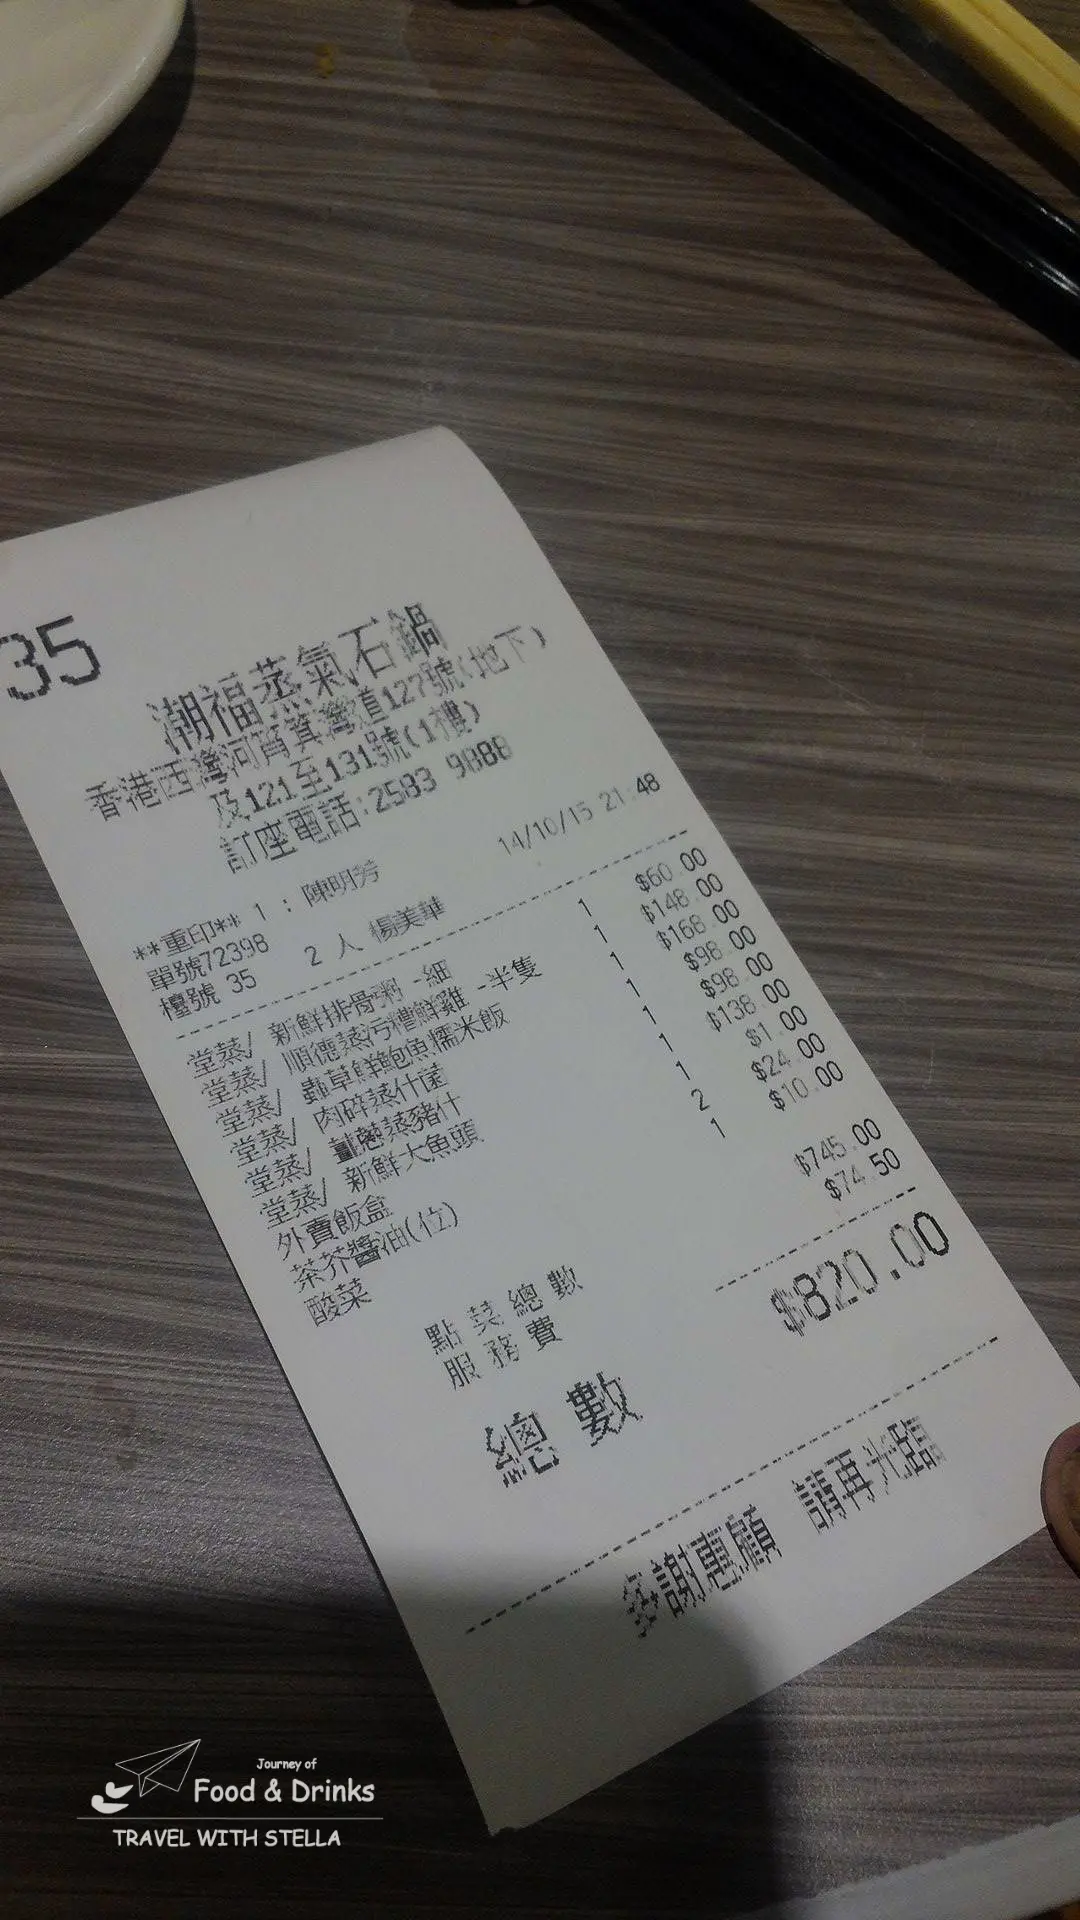 35
潮福蒸氣石鍋
香港西灣河筲箕灣道127號(地下)
及121至131號(1樓)
訂座電話:2583 9888
14/10/15 21:48
**重印** 1 : 陳明芳
單號72398
檯號 35 2 人 楊美華
堂蒸/ 新鮮排骨粥 -細 1 $60.00
堂蒸/ 順德蒸污糟鮮雞 -半隻 1 $148.00
堂蒸/ 蟲草鮮鮑魚糯米飯 1 $168.00
堂蒸/ 肉碎蒸什菌 1 $98.00
堂蒸/ 蒸豬什 1 $98.00
堂蒸/ 新鮮大魚頭 1 $138.00
外賣飯盒 1 $1.00
茶芥醬油(位) 2 $24.00
酸菜 1 $10.00
點菜總數 $745.00
服務費 $74.50
總數 $820.00
多謝惠顧 請再光臨
Journey of
Food & Drinks
TRAVEL WITH STELLA